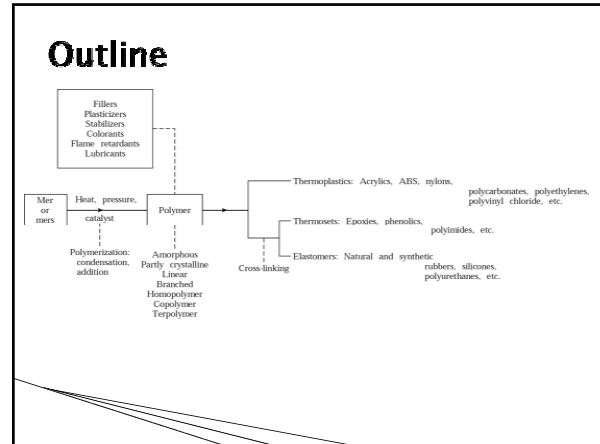 Outline
Fillers
Plasticizers
Stabilizers
Colorants
Flame retardants
Lubricants
Mer
or
mers
Heat, pressure,
catalyst
Polymerization:
condensation,
addition
Polymer
Amorphous
Partly crystalline
Linear
Branched
Homopolymer
Copolymer
Terpolymer
Cross-linking
Thermoplastics: Acrylics, ABS, nylons,
polycarbonates, polyethylenes,
polyvinyl chloride, etc.
Thermosets: Epoxies, phenolics,
polyimides, etc.
Elastomers: Natural and synthetic
rubbers, silicones,
polyurethanes, etc.